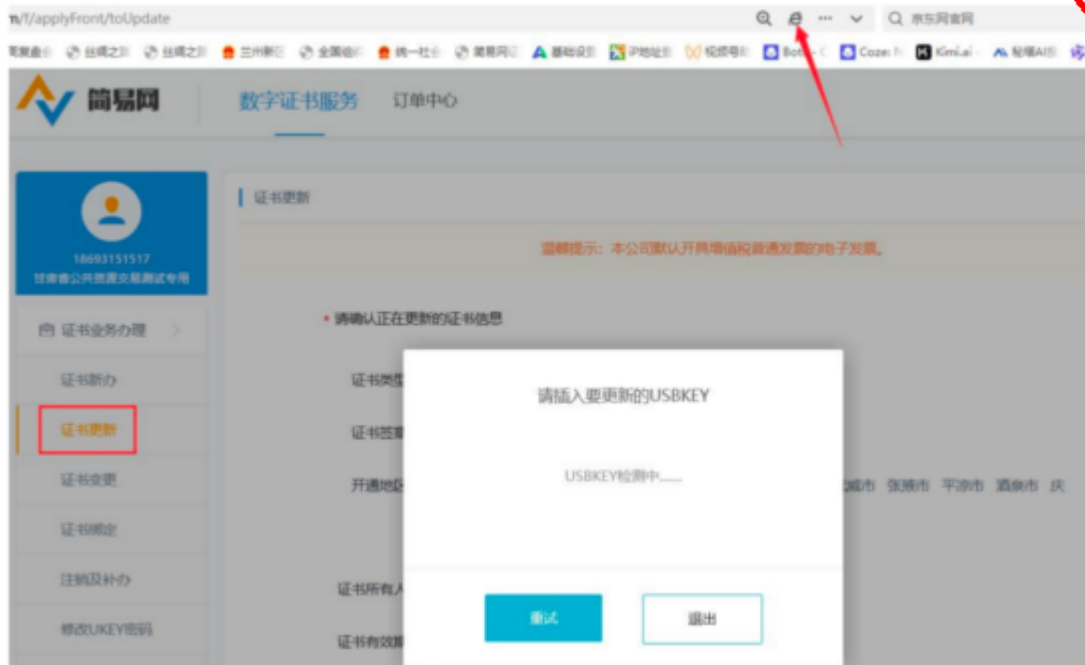 /f/applyFront/toUpdate
京东网官网
丝绸之 丝绸之 兰州新区 全国 统一社 简易网 基础设 IP地址 视频号 Bot - C Coze: N Kimi.ai - 秘塔AI
简易网 数字证书服务 订单中心
证书更新
温馨提示：本公司默认开具增值税普通发票的电子发票。
18693151517
甘肃省公共资源交易测试专用
* 请确认正在更新的证书信息
证书业务办理
证书新办
证书类型
请插入要更新的USBKEY
证书更新
证书签章
证书变更
开通地区
USBKEY检测中......
威市 张掖市 平凉市 酒泉市 庆
证书绑定
注销及补办
证书所有人
重试 退出
修改UKEY密码
证书有效期